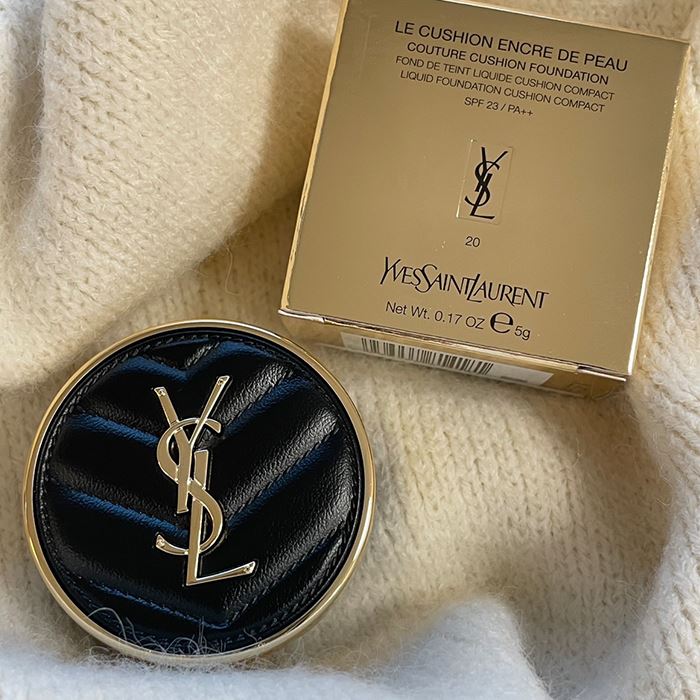 LE CUSHION ENCRE DE PEAU
COUTURE CUSHION FOUNDATION
FOND DE TEINT LIQUIDE CUSHION COMPACT
LIQUID FOUNDATION CUSHION COMPACT
SPF 23 / PA++
YSL
20
YVESSAINTLAURENT
Net Wt. 0.17 OZ ℮ 5g
YSL